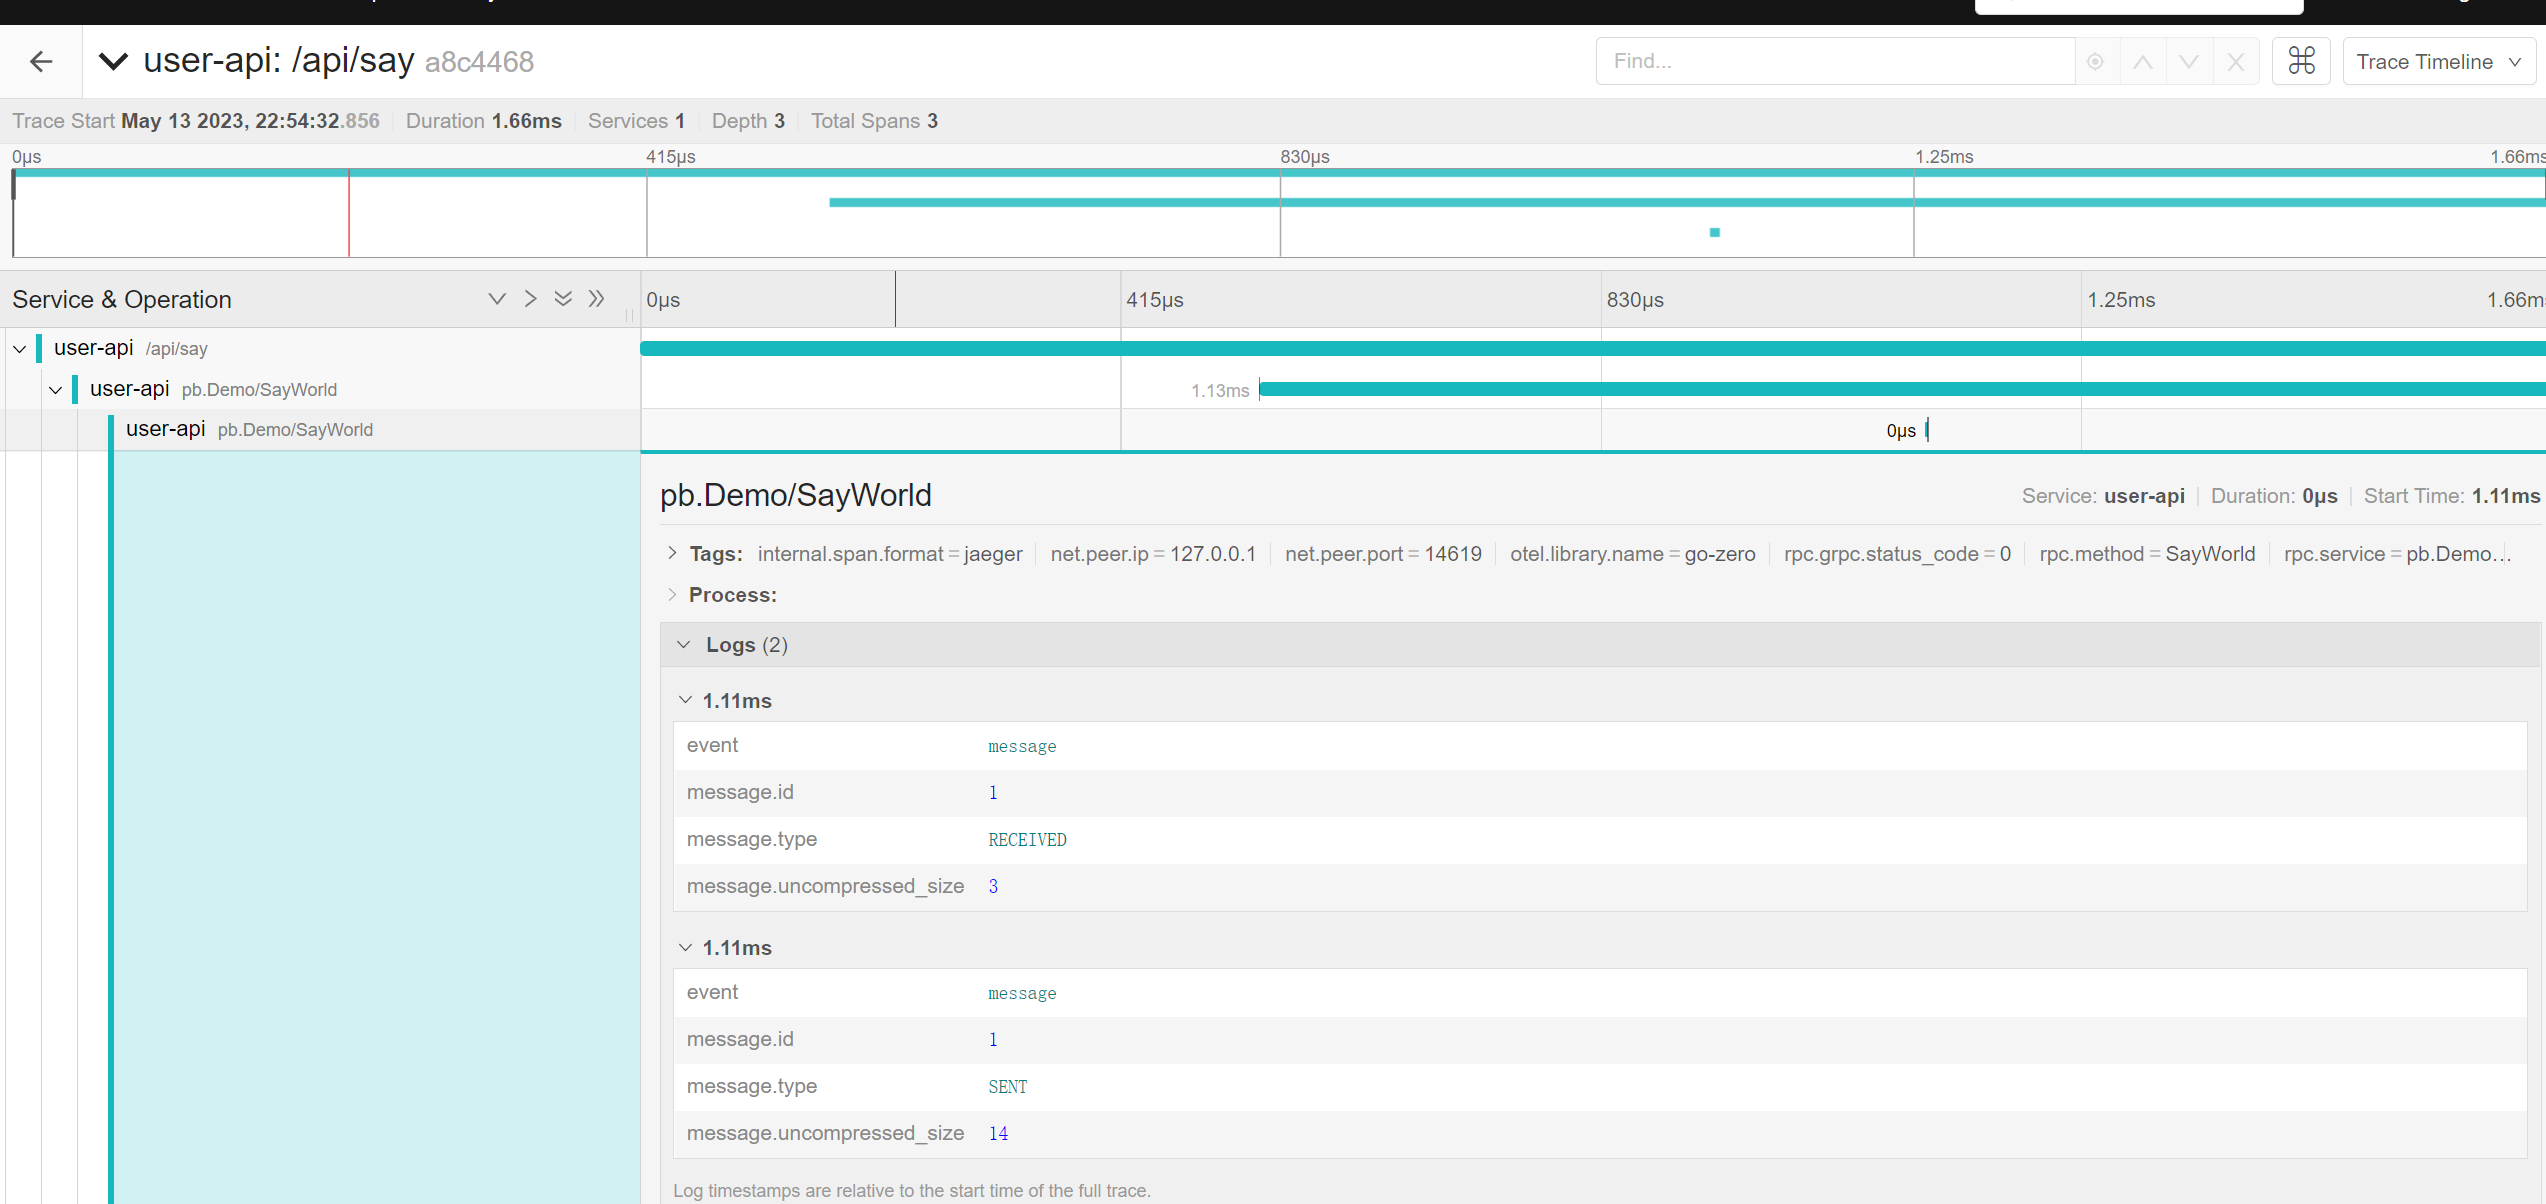 user-api: /api/say a8c4468
Find...
Trace Timeline
Trace Start May 13 2023, 22:54:32.856 Duration 1.66ms Services 1 Depth 3 Total Spans 3
0μs 415μs 830μs 1.25ms 1.66ms
Service & Operation 0μs 415μs 830μs 1.25ms 1.66m
user-api /api/say
user-api pb.Demo/SayWorld 1.13ms
user-api pb.Demo/SayWorld 0μs
pb.Demo/SayWorld Service: user-api Duration: 0μs Start Time: 1.11ms
Tags: internal.span.format = jaeger net.peer.ip = 127.0.0.1 net.peer.port = 14619 otel.library.name = go-zero rpc.grpc.status_code = 0 rpc.method = SayWorld rpc.service = pb.Demo...
Process:
Logs (2)
1.11ms
event message
message.id 1
message.type RECEIVED
message.uncompressed_size 3
1.11ms
event message
message.id 1
message.type SENT
message.uncompressed_size 14
Log timestamps are relative to the start time of the full trace.